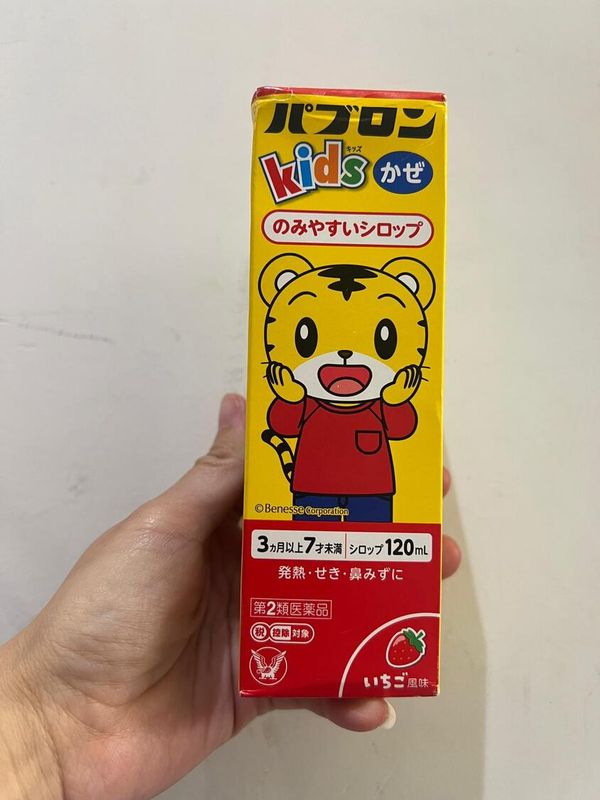 パブロン
キッズ
kids かぜ
のみやすいシロップ
©Benesse Corporation
3ヵ月以上7才未満 シロップ 120mL
発熱・せき・鼻みずに
第2類医薬品
税 控除 対象
いちご風味